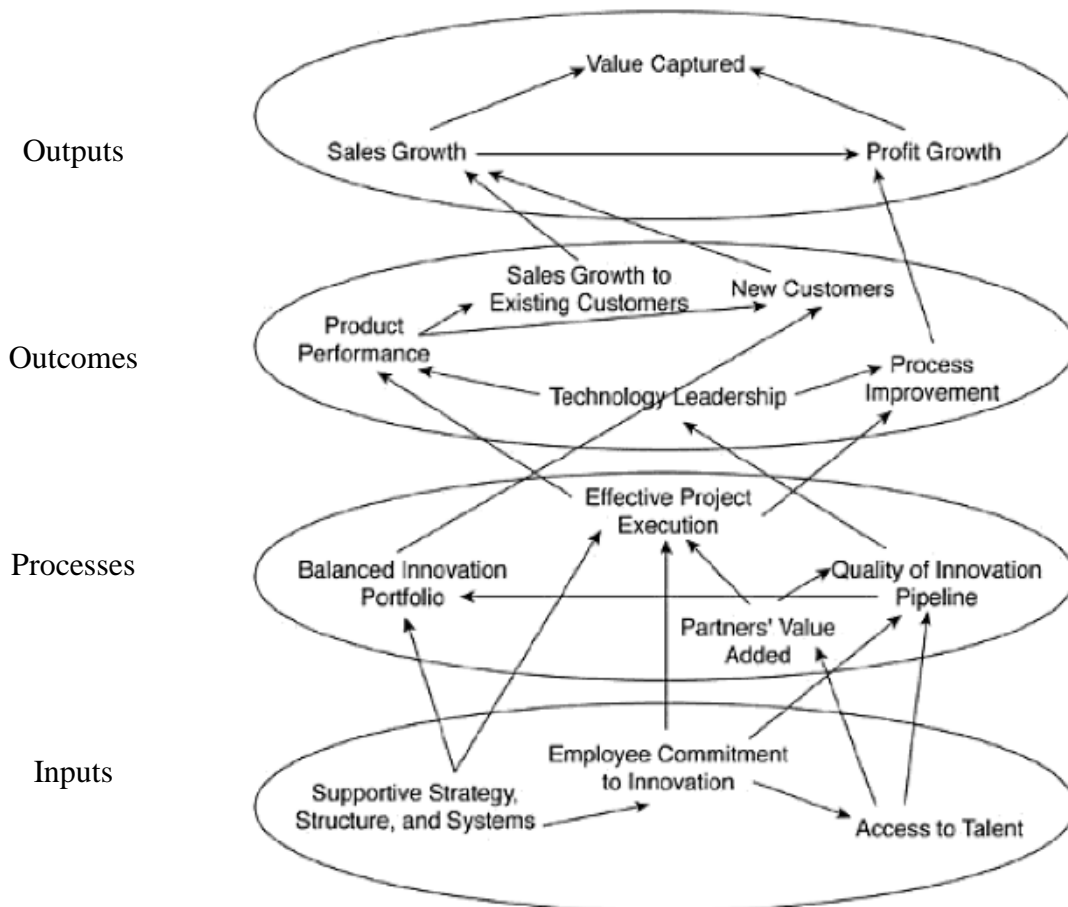 Value Captured
Outputs
Sales Growth
Profit Growth
Sales Growth to
Existing Customers
New Customers
Product
Performance
Outcomes
Technology Leadership
Process
Improvement
Effective Project
Execution
Processes
Balanced Innovation
Portfolio
Quality of Innovation
Pipeline
Partners' Value
Added
Inputs
Employee Commitment
to Innovation
Supportive Strategy,
Structure, and Systems
Access to Talent